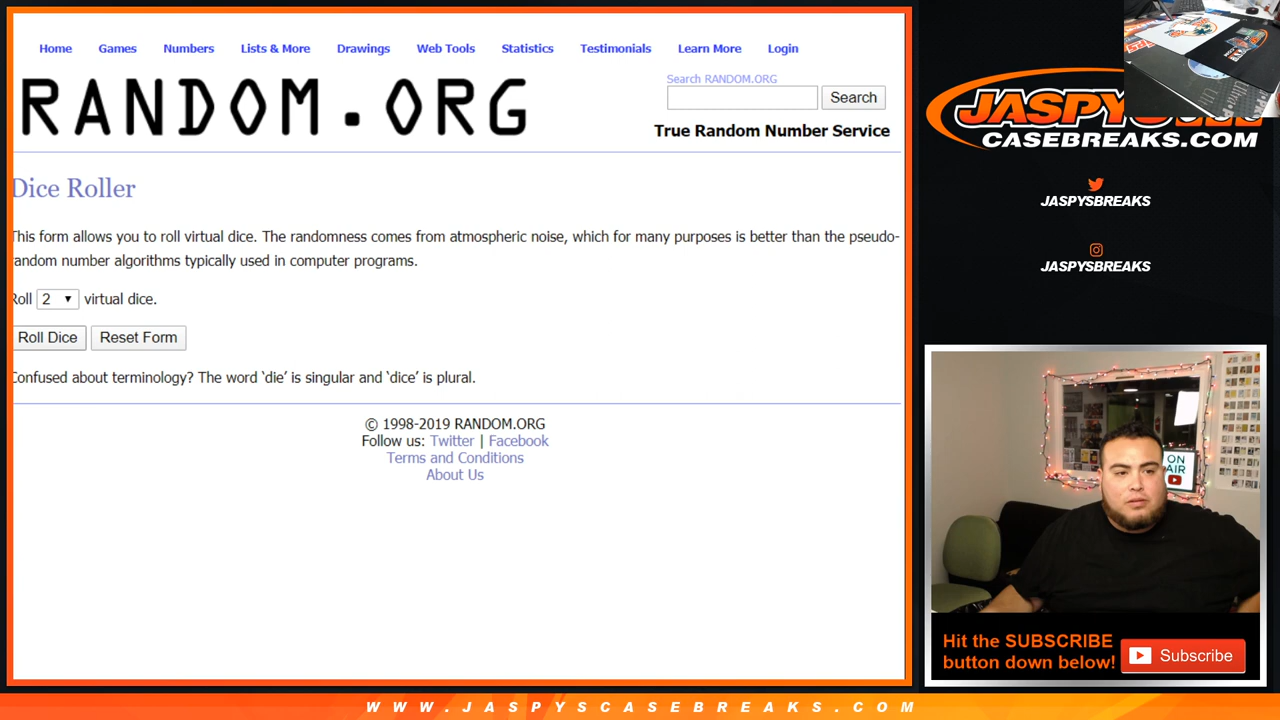 Home Games Numbers Lists & More Drawings Web Tools Statistics Testimonials Learn More Login
RANDOM.ORG
Search RANDOM.ORG
Search
True Random Number Service
Dice Roller
This form allows you to roll virtual dice. The randomness comes from atmospheric noise, which for many purposes is better than the pseudo-
random number algorithms typically used in computer programs.
Roll 2 virtual dice.
Roll Dice Reset Form
Confused about terminology? The word ‘die’ is singular and ‘dice’ is plural.
© 1998-2019 RANDOM.ORG
Follow us: Twitter | Facebook
Terms and Conditions
About Us
CASEBREAKS.COM
JASPYSBREAKS
JASPYSBREAKS
ON
AIR
Hit the SUBSCRIBE
button down below!
Subscribe
WWW.JASPYSCASEBREAKS.COM